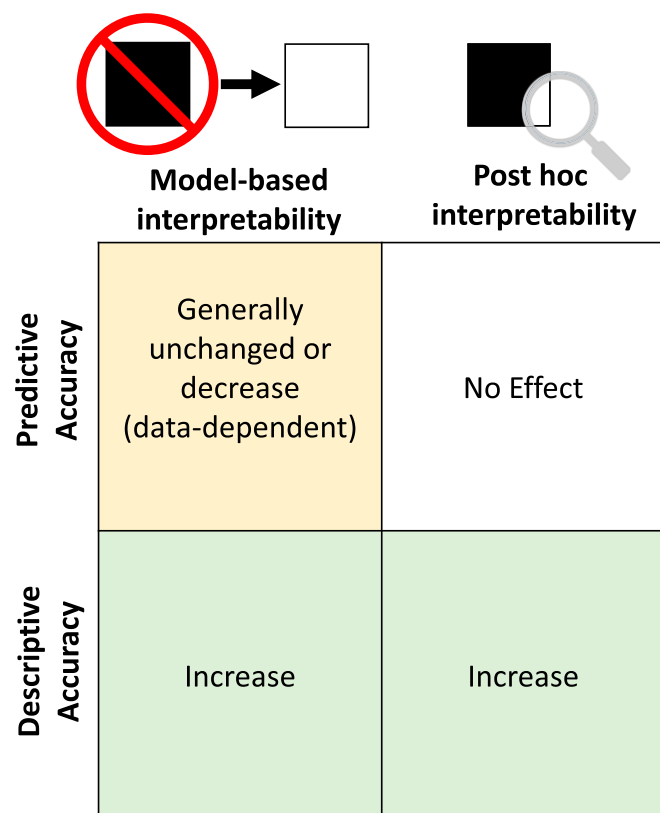 Model-based
interpretability
Post hoc
interpretability
Predictive
Accuracy
Generally
unchanged or
decrease
(data-dependent)
No Effect
Descriptive
Accuracy
Increase
Increase